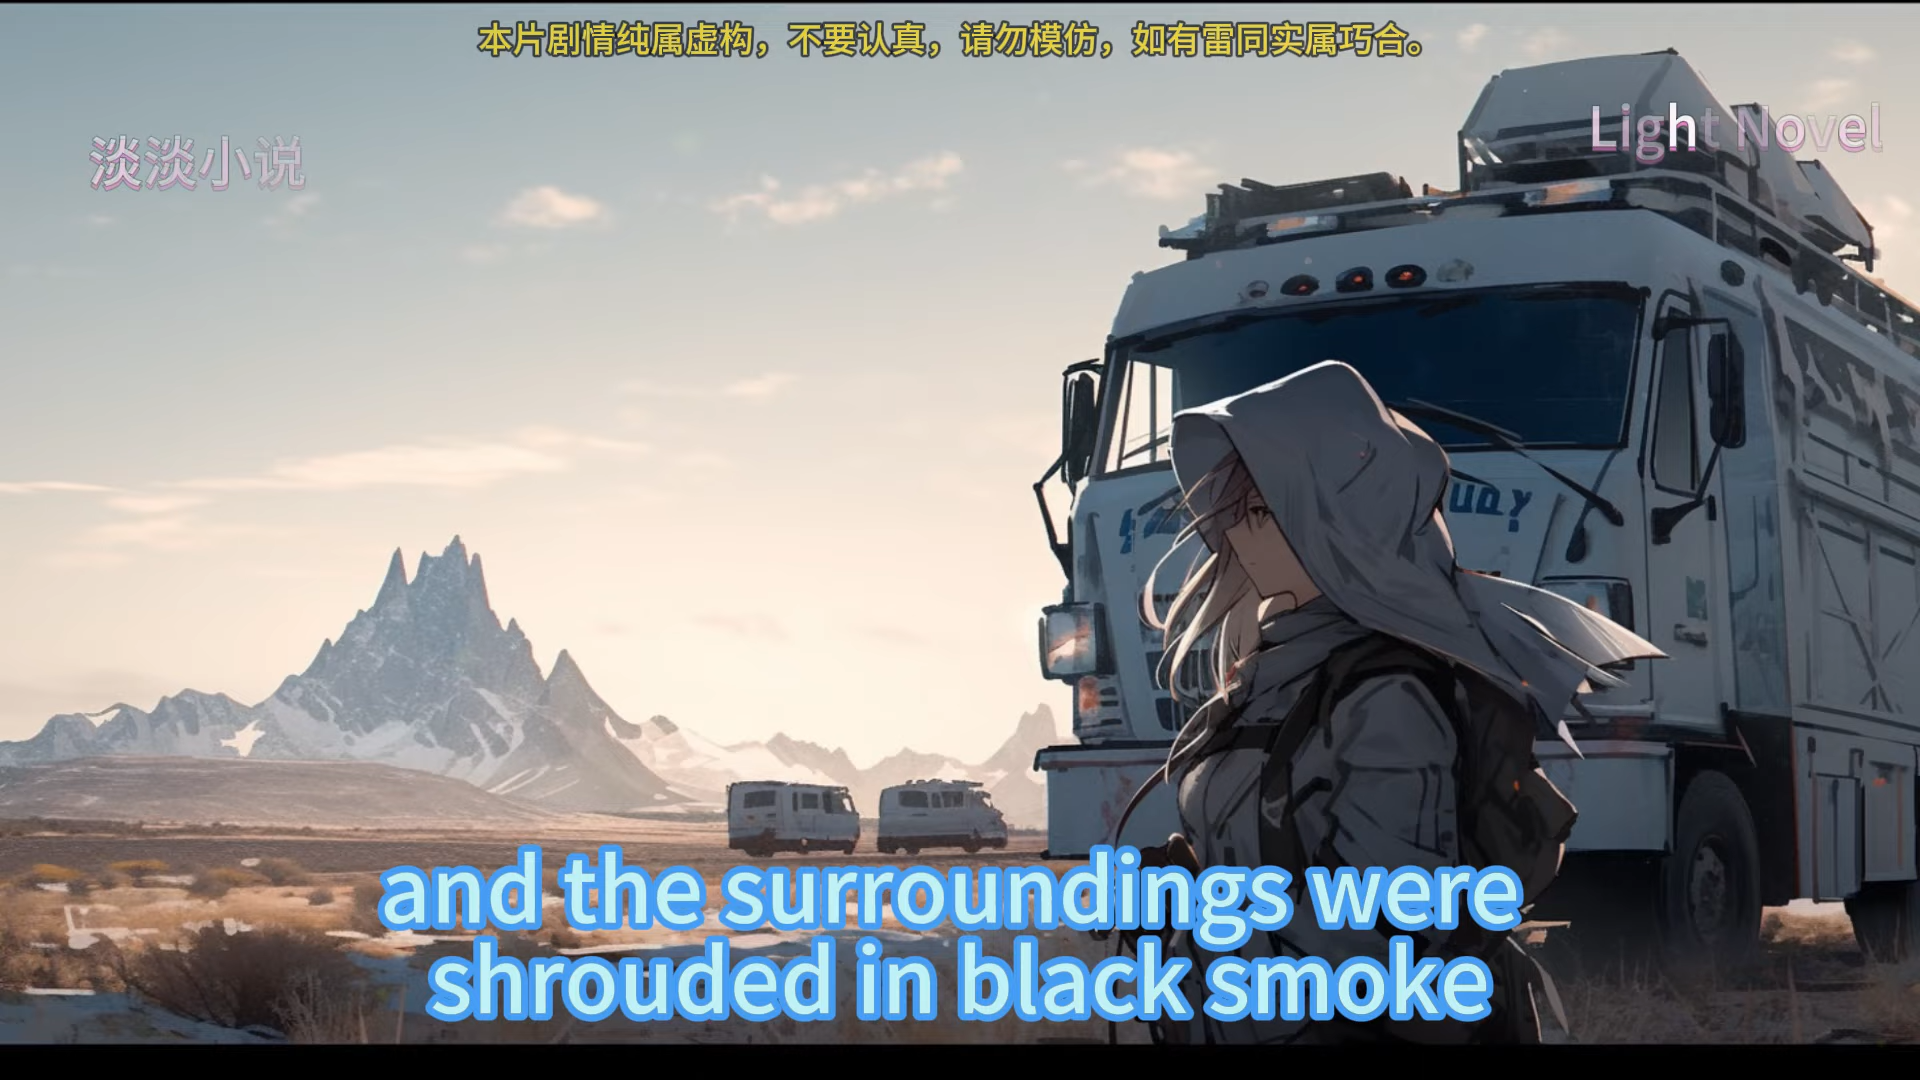 本片剧情纯属虚构，不要认真，请勿模仿，如有雷同实属巧合。
淡淡小说
Light Novel
and the surroundings were
shrouded in black smoke